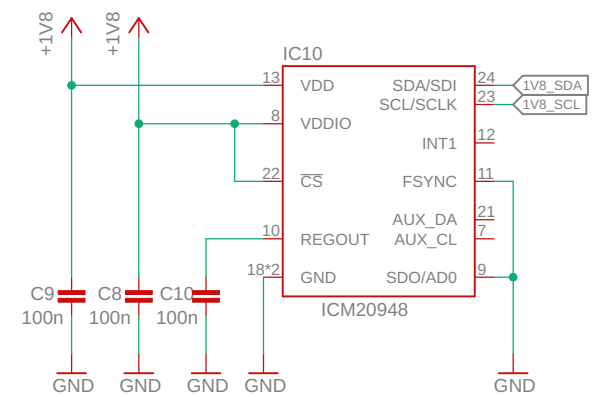 +1V8
+1V8
IC10
13 VDD SDA/SDI 24 1V8_SDA
SCL/SCLK 23 1V8_SCL
8 VDDIO
INT1 12
22 CS FSYNC 11
AUX_DA 21
10 REGOUT AUX_CL 7
18*2 GND SDO/AD0 9
C9 C8 C10
100n 100n 100n
ICM20948
GND GND GND GND GND